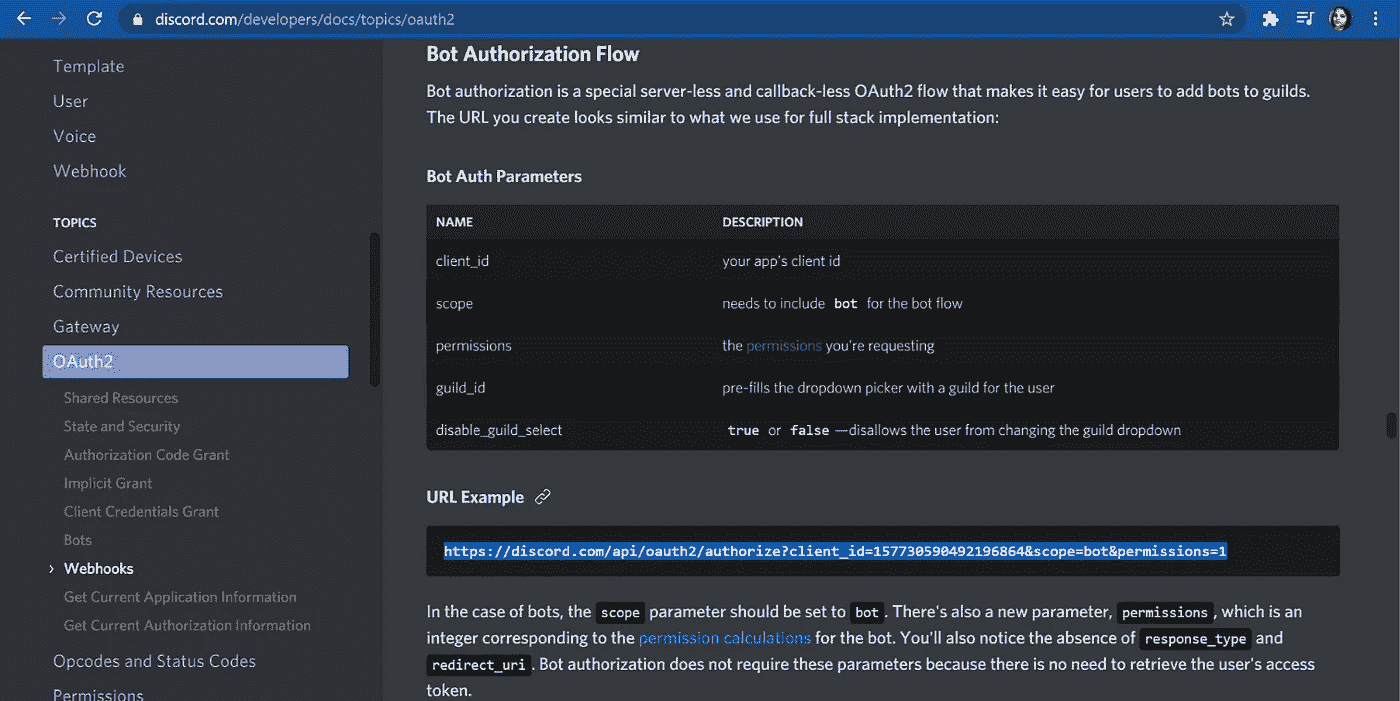 discord.com/developers/docs/topics/oauth2
Template
User
Voice
Webhook
TOPICS
Certified Devices
Community Resources
Gateway
OAuth2
Shared Resources
State and Security
Authorization Code Grant
Implicit Grant
Client Credentials Grant
Bots
Webhooks
Get Current Application Information
Get Current Authorization Information
Opcodes and Status Codes
Permissions
Bot Authorization Flow
Bot authorization is a special server-less and callback-less OAuth2 flow that makes it easy for users to add bots to guilds.
The URL you create looks similar to what we use for full stack implementation:
Bot Auth Parameters
NAME DESCRIPTION
client_id your app's client id
scope needs to include bot for the bot flow
permissions the permissions you're requesting
guild_id pre-fills the dropdown picker with a guild for the user
disable_guild_select true or false —disallows the user from changing the guild dropdown
URL Example
https://discord.com/api/oauth2/authorize?client_id=157730590492196864&scope=bot&permissions=1
In the case of bots, the scope parameter should be set to bot. There's also a new parameter, permissions, which is an
integer corresponding to the permission calculations for the bot. You'll also notice the absence of response_type and
redirect_uri. Bot authorization does not require these parameters because there is no need to retrieve the user's access
token.